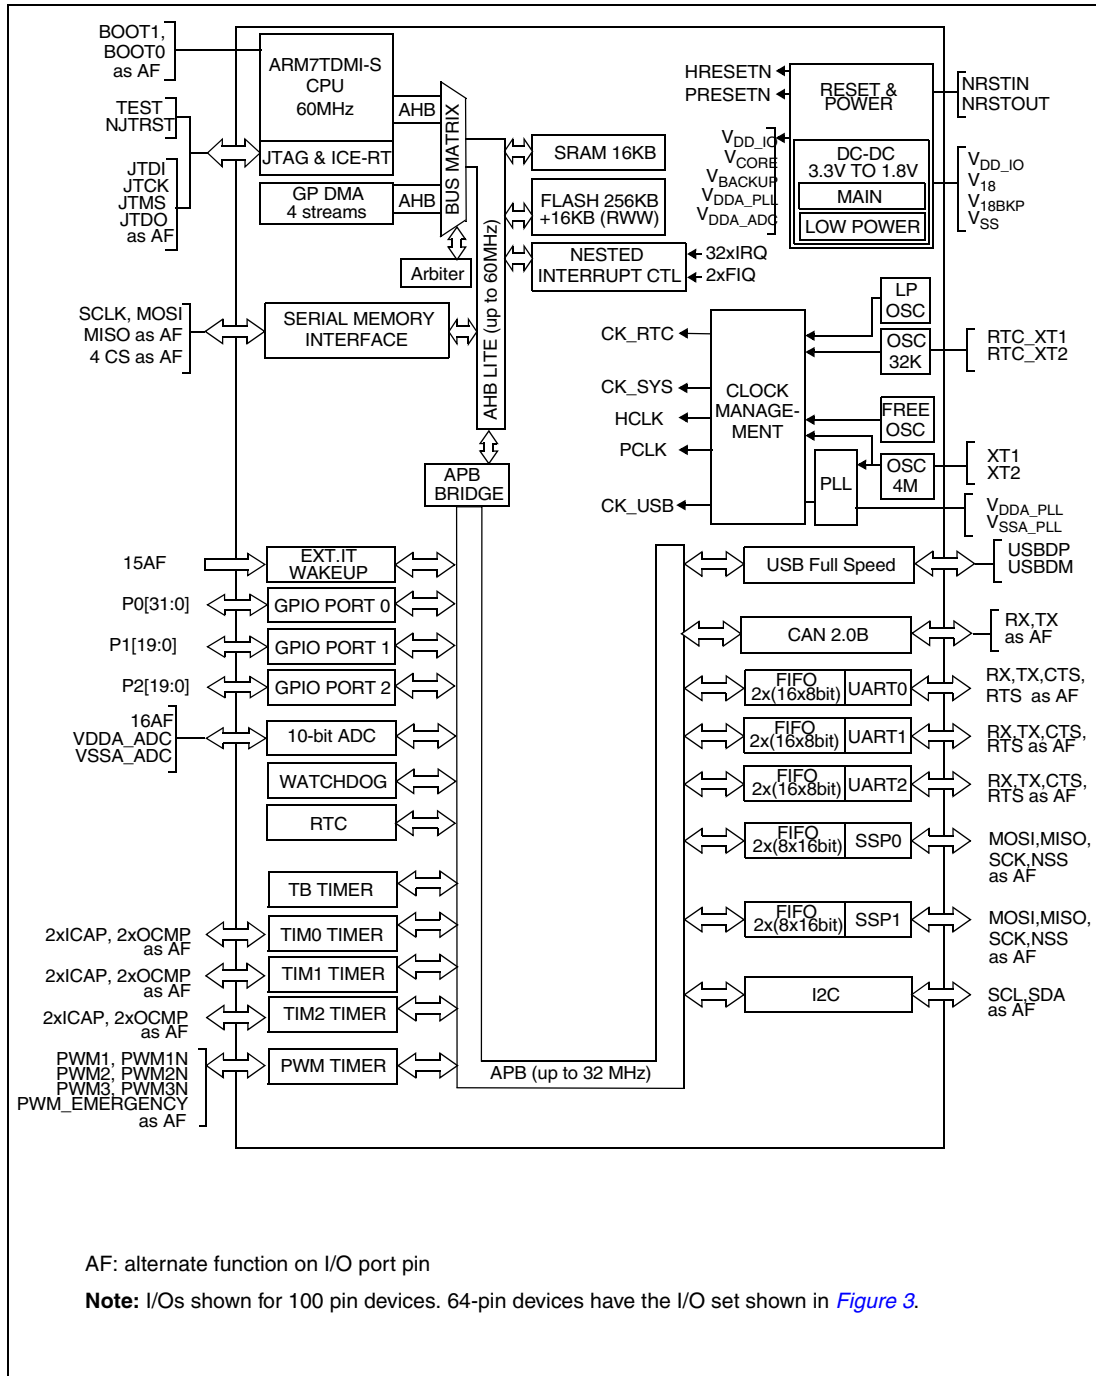 BOOT1,
BOOT0
as AF
TEST
NJTRST
JTDI
JTCK
JTMS
JTDO
as AF
ARM7TDMI-S
CPU
60MHz
JTAG & ICE-RT
GP DMA
4 streams
AHB
AHB
BUS MATRIX
Arbiter
SRAM 16KB
FLASH 256KB
+16KB (RWW)
NESTED
INTERRUPT CTL
32xIRQ
2xFIQ
AHB LITE (up to 60MHz)
HRESETN
PRESETN
RESET &
POWER
NRSTIN
NRSTOUT
VDD_IO
VCORE
VBACKUP
VDDA_PLL
VDDA_ADC
DC-DC
3.3V TO 1.8V
MAIN
LOW POWER
VDD_IO
V18
V18BKP
VSS
SCLK, MOSI
MISO as AF
4 CS as AF
SERIAL MEMORY
INTERFACE
CK_RTC
CK_SYS
HCLK
PCLK
CK_USB
CLOCK
MANAGE-
MENT
LP
OSC
OSC
32K
RTC_XT1
RTC_XT2
FREE
OSC
PLL
OSC
4M
XT1
XT2
VDDA_PLL
VSSA_PLL
APB
BRIDGE
15AF
EXT.IT
WAKEUP
P0[31:0]
GPIO PORT 0
P1[19:0]
GPIO PORT 1
P2[19:0]
GPIO PORT 2
16AF
VDDA_ADC
VSSA_ADC
10-bit ADC
WATCHDOG
RTC
TB TIMER
2xICAP, 2xOCMP
as AF
TIM0 TIMER
2xICAP, 2xOCMP
as AF
TIM1 TIMER
2xICAP, 2xOCMP
as AF
TIM2 TIMER
PWM1, PWM1N
PWM2, PWM2N
PWM3, PWM3N
PWM_EMERGENCY
as AF
PWM TIMER
APB (up to 32 MHz)
USB Full Speed
USBDP
USBDM
CAN 2.0B
RX,TX
as AF
FIFO
2x(16x8bit)
UART0
RX,TX,CTS,
RTS as AF
FIFO
2x(16x8bit)
UART1
RX,TX,CTS,
RTS as AF
FIFO
2x(16x8bit)
UART2
RX,TX,CTS,
RTS as AF
FIFO
2x(8x16bit)
SSP0
MOSI,MISO,
SCK,NSS
as AF
FIFO
2x(8x16bit)
SSP1
MOSI,MISO,
SCK,NSS
as AF
I2C
SCL,SDA
as AF
AF: alternate function on I/O port pin
Note: I/Os shown for 100 pin devices. 64-pin devices have the I/O set shown in Figure 3.